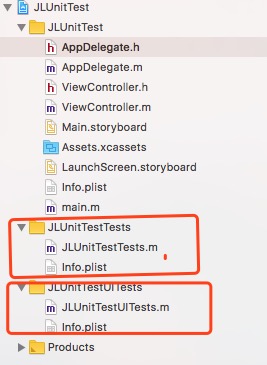 JLUnitTest
JLUnitTest
AppDelegate.h
AppDelegate.m
ViewController.h
ViewController.m
Main.storyboard
Assets.xcassets
LaunchScreen.storyboard
Info.plist
main.m
JLUnitTestTests
JLUnitTestTests.m
Info.plist
JLUnitTestUITests
JLUnitTestUITests.m
Info.plist
Products